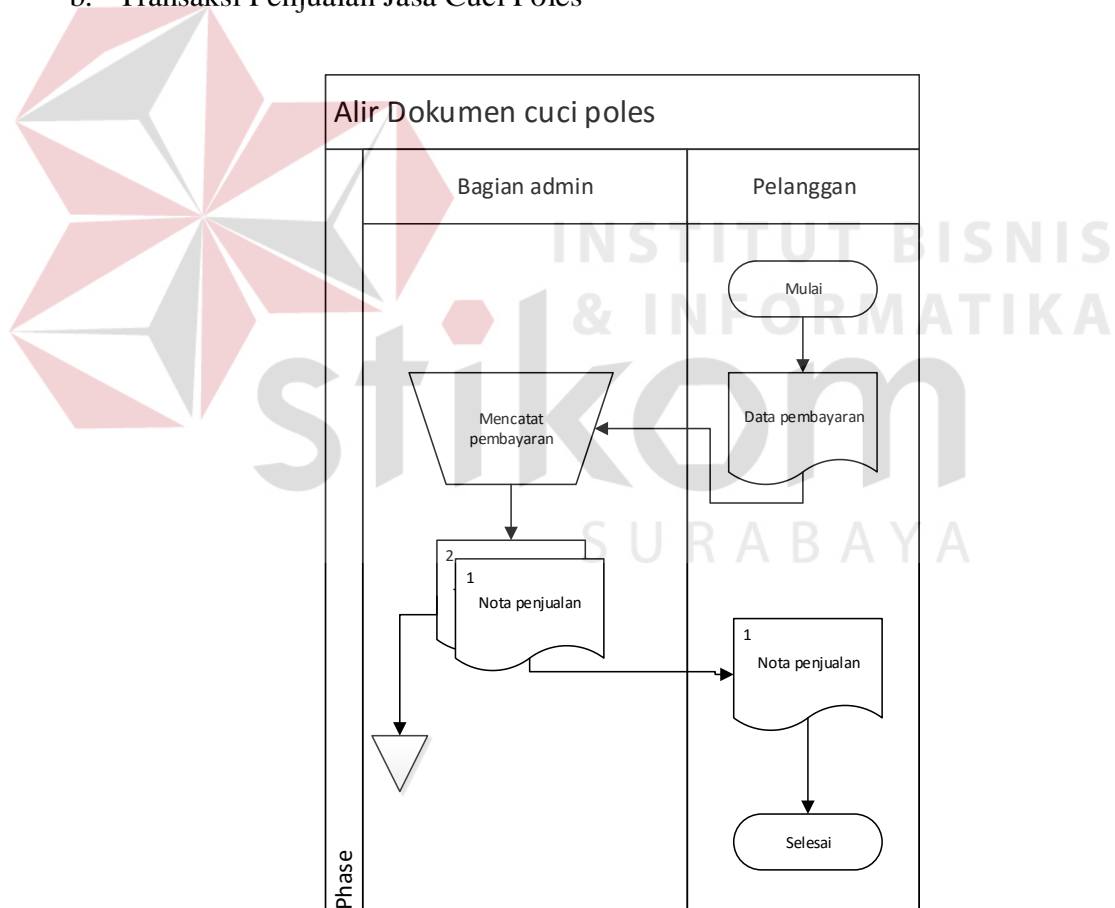 b. Transaksi Penjualan Jasa Cuci Poles
Alir Dokumen cuci poles
Bagian admin
Pelanggan
INSTITUT BISNIS
& INFORMATIKA
stikom
SURABAYA
Mulai
Data pembayaran
Mencatat
pembayaran
2
1
Nota penjualan
1
Nota penjualan
Selesai
Phase